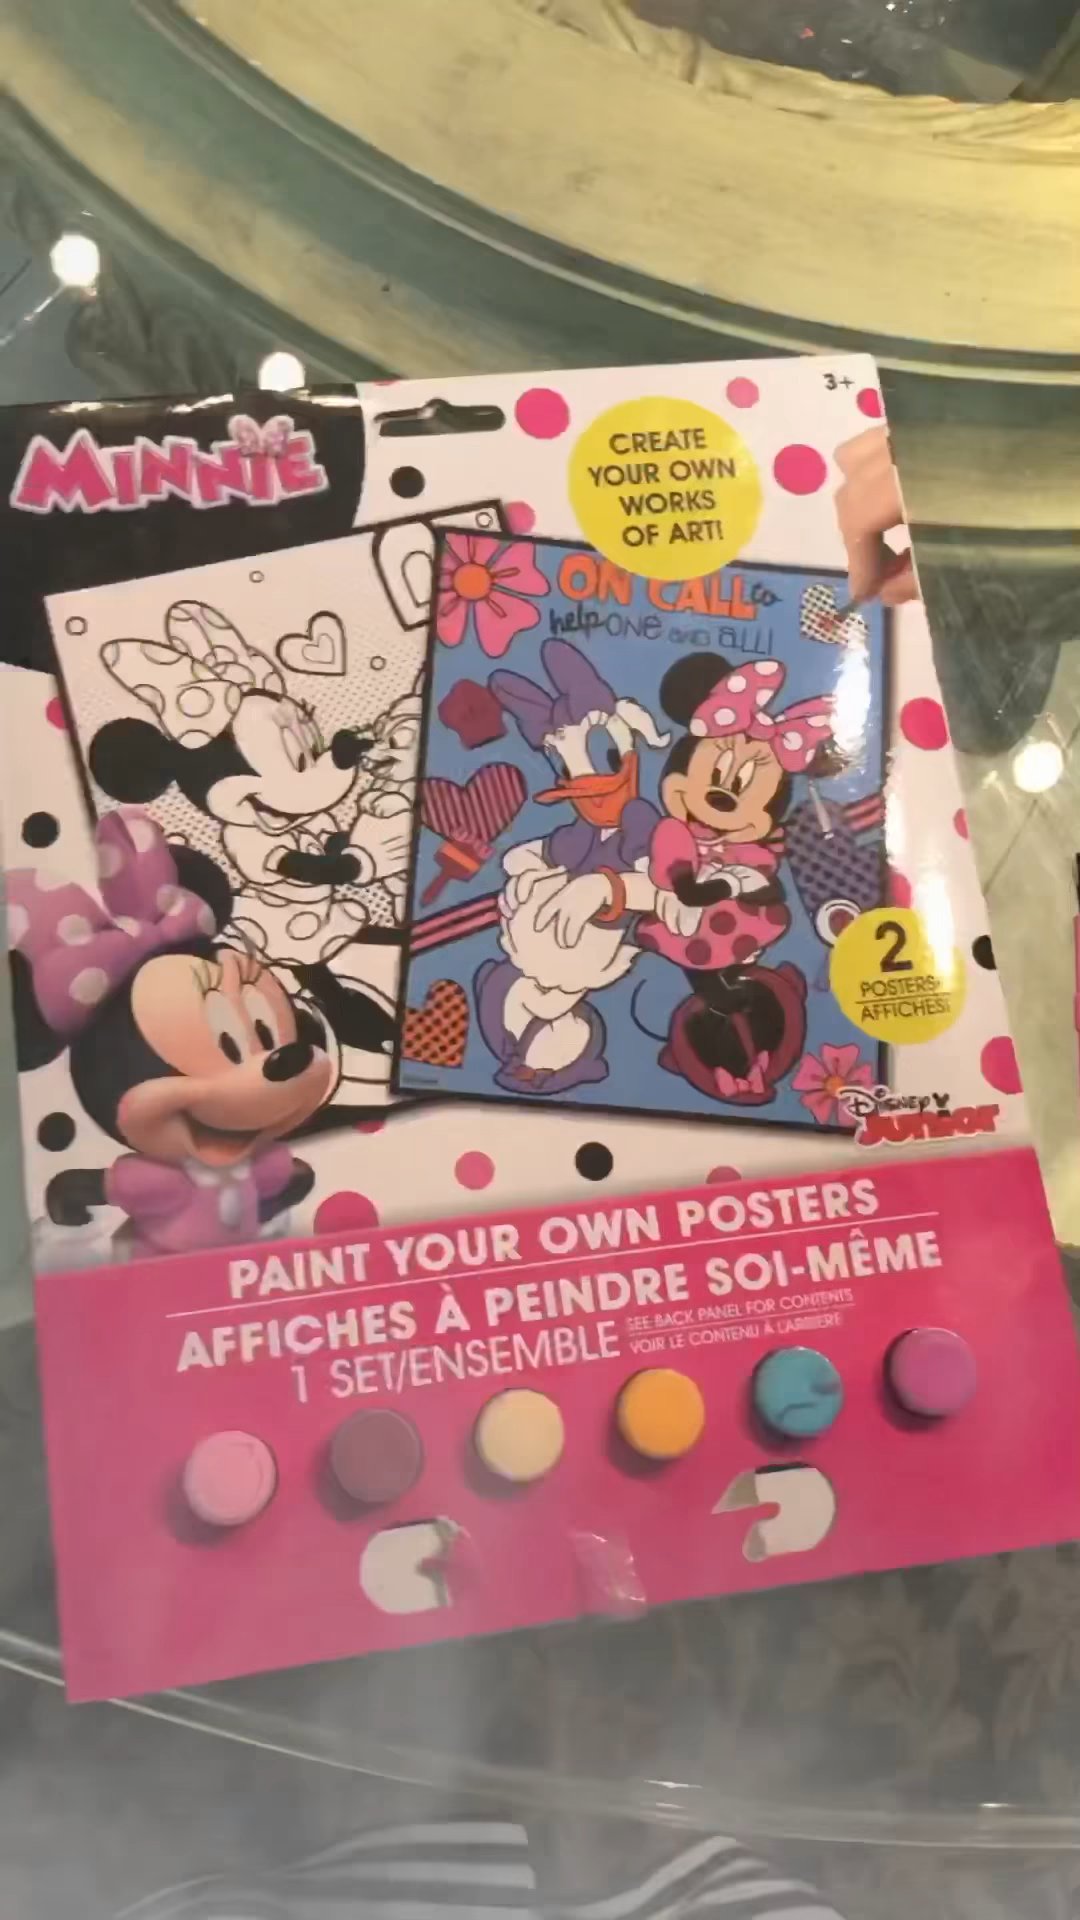 3+
MINNIE
CREATE
YOUR OWN
WORKS
OF ART!
ON CALL to
help ONE and ALL!
2
POSTERS
AFFICHES
DISNEY
JUNIOR
PAINT YOUR OWN POSTERS
AFFICHES À PEINDRE SOI-MÊME
1 SET/ENSEMBLE
SEE BACK PANEL FOR CONTENTS
VOIR LE CONTENU À L'ARRIÈRE